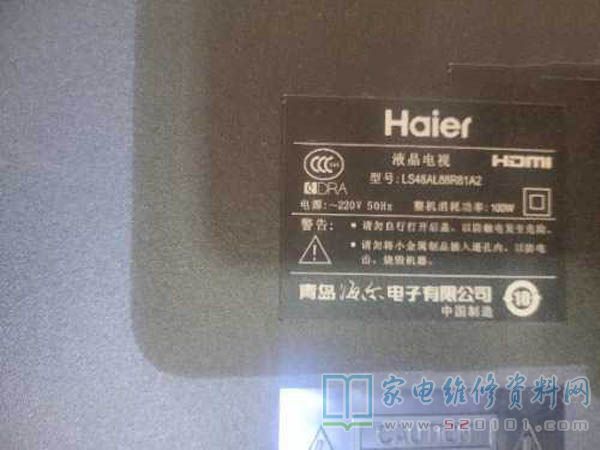 Haier
液晶电视 HDMI
型号: LS48AL88R81A2
DRA
电源: ~220V 50Hz 整机消耗功率: 100W
警告: • 请勿自行打开后盖, 以防触电发生危险。
• 请勿将小金属制品插入通孔内, 以防电
击、烧毁机器。
青岛海尔电子有限公司 10
中国制造
家电维修资料网
www.520101.com
CAUTION